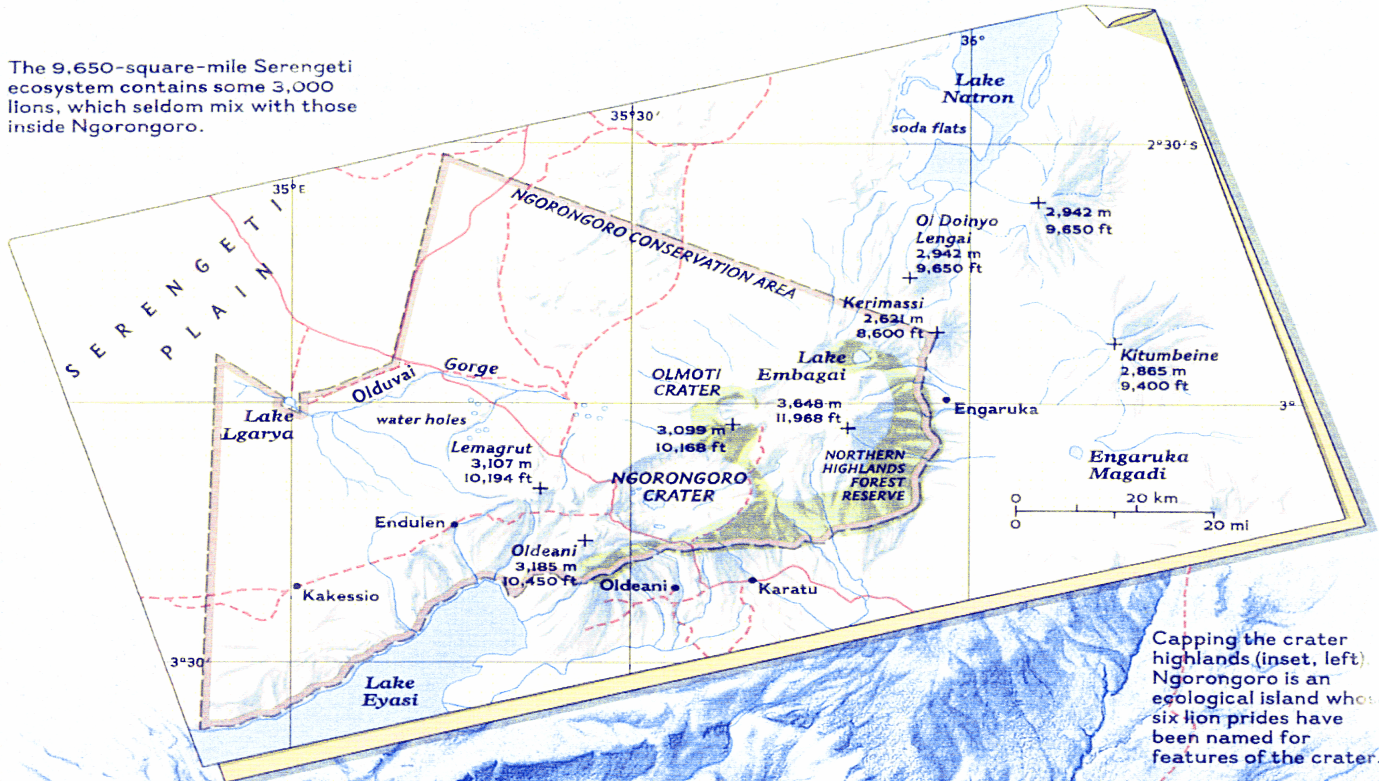 The 9,650-square-mile Serengeti
ecosystem contains some 3,000
lions, which seldom mix with those
inside Ngorongoro.
36°
Lake
Natron
soda flats
35°30'
2°30'S
35°E
SERENGETI
PLAIN
NGORONGORO CONSERVATION AREA
2,942 m
9,650 ft
Ol Doinyo
Lengai
2,942 m
9,650 ft
Kerimassi
2,621 m
8,600 ft
Kitumbeine
2,865 m
9,400 ft
Lake
Embagai
Olduvai Gorge
OLMOTI
CRATER
3,648 m
11,968 ft
Engaruka
3°
Lake
Lgarya
water holes
3,099 m
10,168 ft
Lemagrut
3,107 m
10,194 ft
NORTHERN
HIGHLANDS
FOREST
RESERVE
Engaruka
Magadi
NGORONGORO
CRATER
0 20 km
0 20 mi
Endulen
Oldeani
3,185 m
10,450 ft
Oldeani
Karatu
Kakessio
3°30'
Lake
Eyasi
Capping the crater
highlands (inset, left)
Ngorongoro is an
ecological island
six lion prides have
been named for
features of the crater.